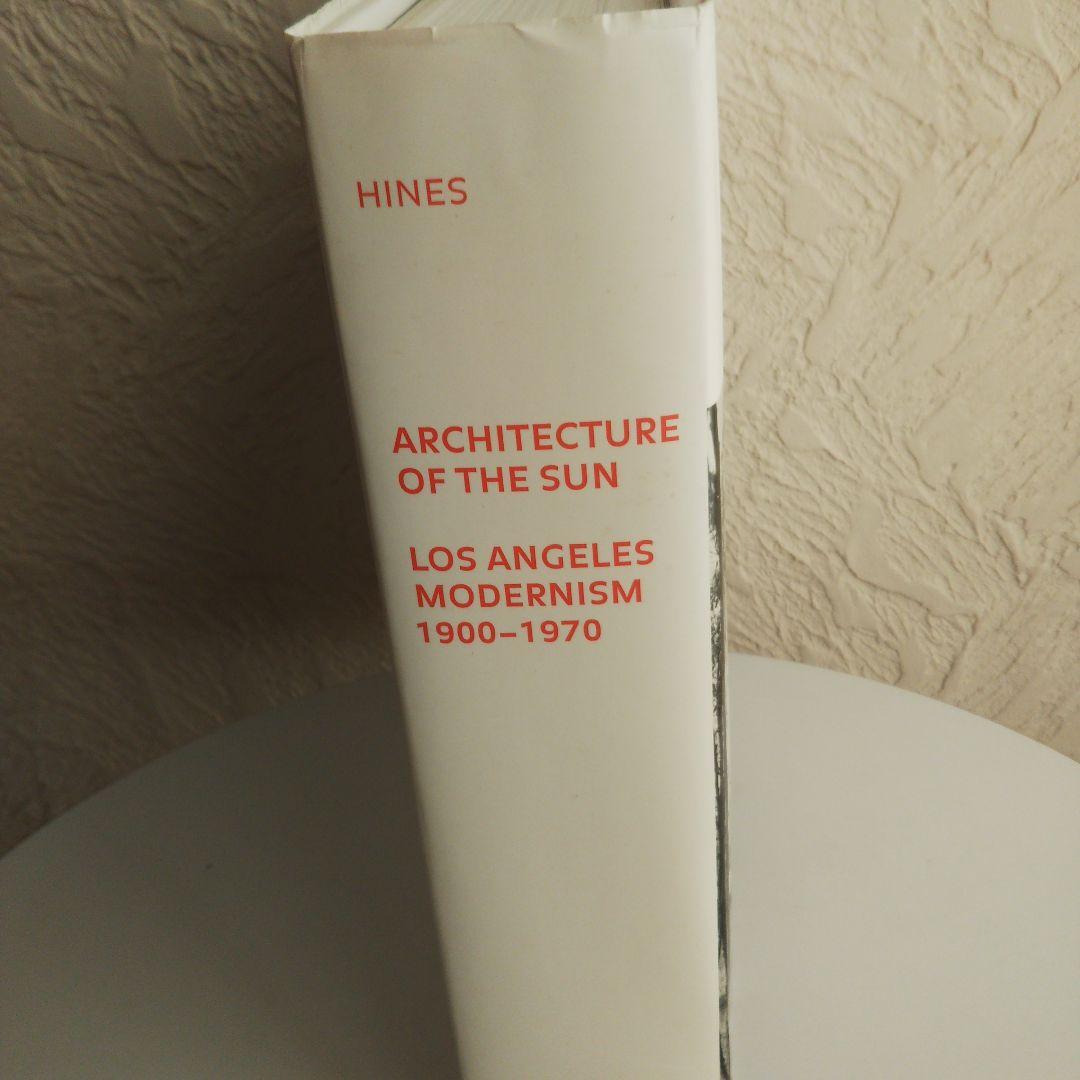 HINES
ARCHITECTURE
OF THE SUN
LOS ANGELES
MODERNISM
1900–1970